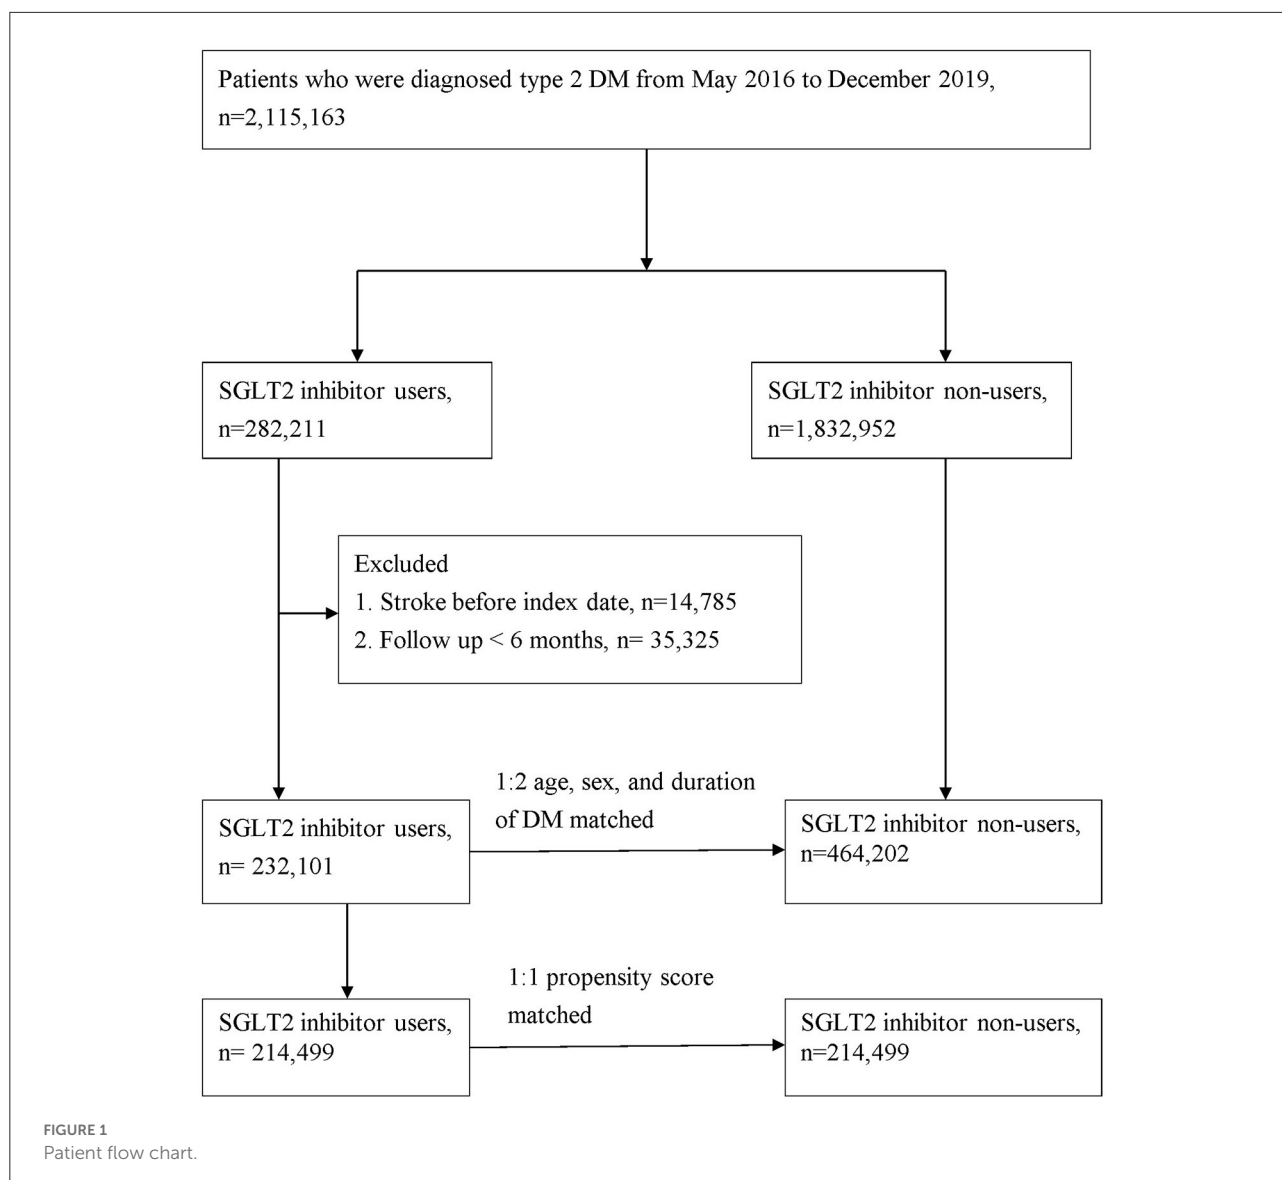 Patients who were diagnosed type 2 DM from May 2016 to December 2019,
n=2,115,163
SGLT2 inhibitor users,
n=282,211
SGLT2 inhibitor non-users,
n=1,832,952
Excluded
1. Stroke before index date, n=14,785
2. Follow up < 6 months, n= 35,325
SGLT2 inhibitor users,
n= 232,101
1:2 age, sex, and duration
of DM matched
SGLT2 inhibitor non-users,
n=464,202
SGLT2 inhibitor users,
n= 214,499
1:1 propensity score
matched
SGLT2 inhibitor non-users,
n=214,499
FIGURE 1
Patient flow chart.